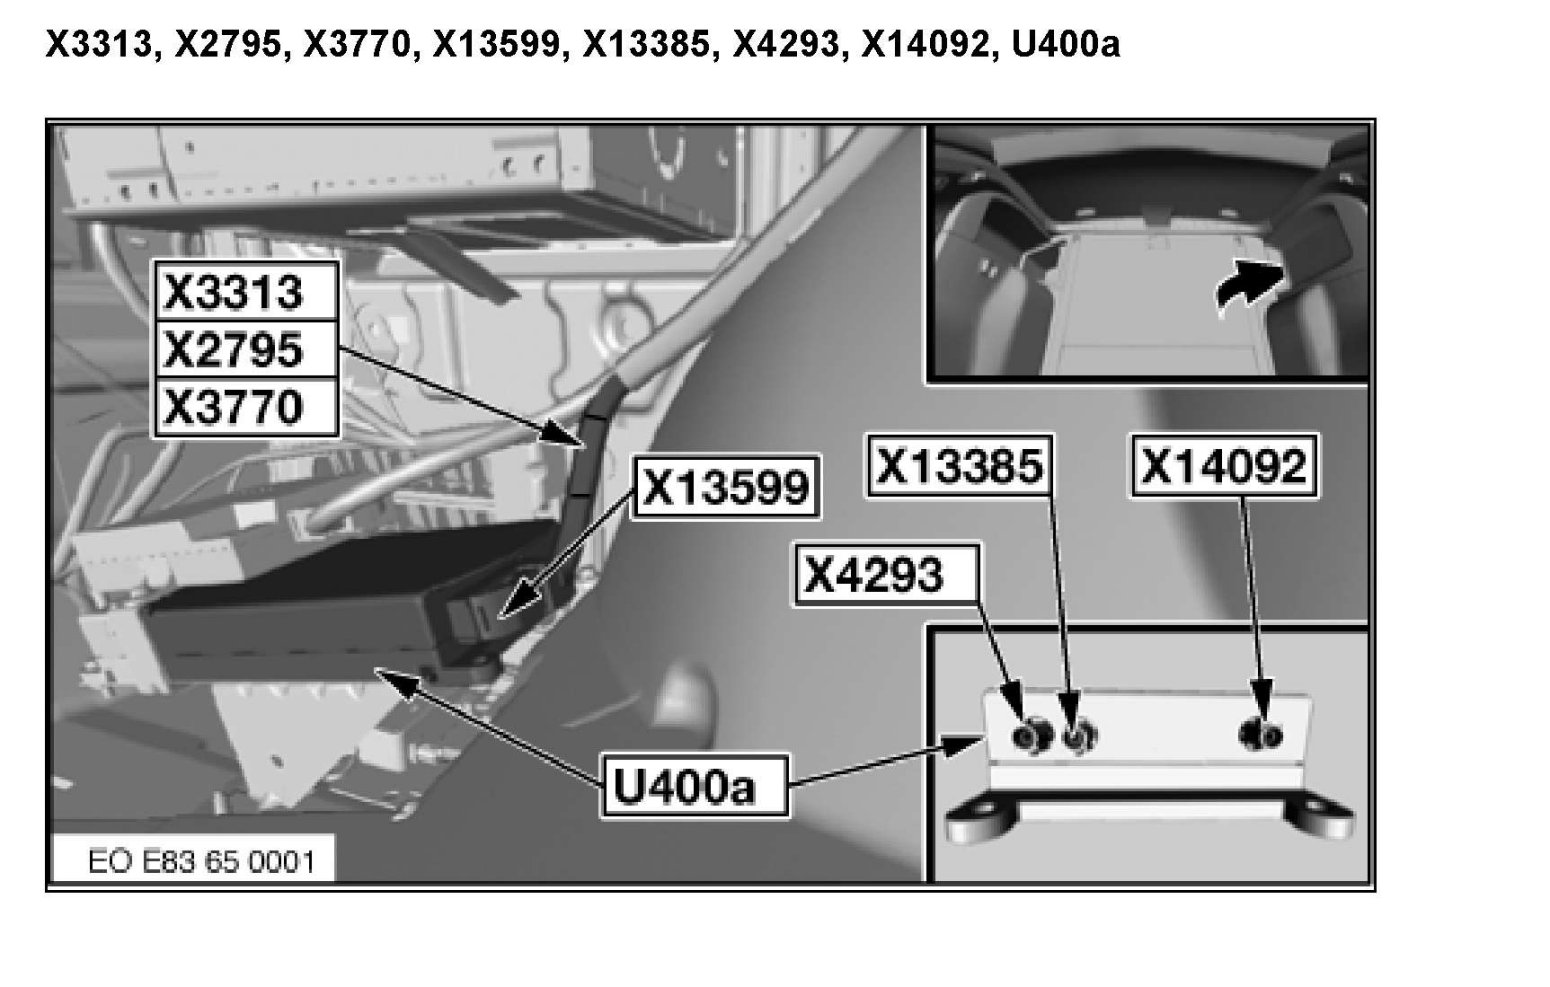 X3313, X2795, X3770, X13599, X13385, X4293, X14092, U400a
X3313
X2795
X3770
X13599
X13385
X14092
X4293
U400a
EO E83 65 0001